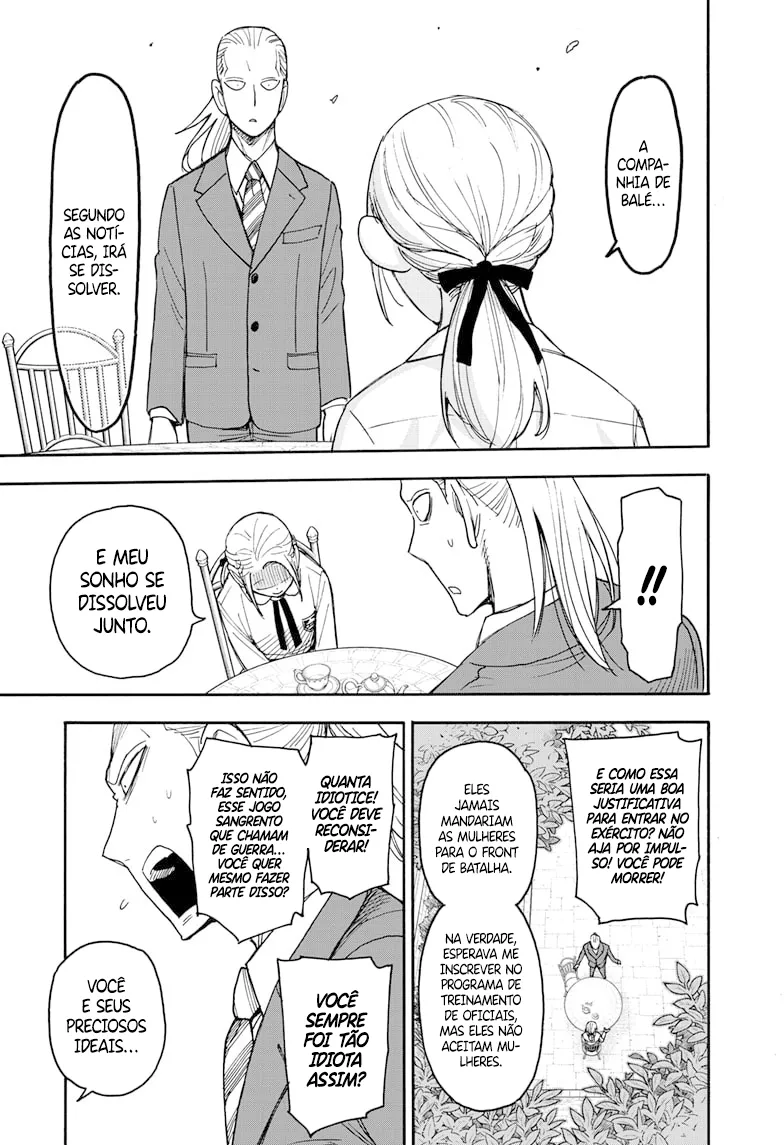 A
COMPA-
NHIA DE
BALÉ...
SEGUNDO
AS NOTÍ-
CIAS, IRÁ
SE DIS-
SOLVER.
!!
E MEU
SONHO SE
DISSOLVEU
JUNTO.
E COMO ESSA
SERIA UMA BOA
JUSTIFICATIVA
PARA ENTRAR NO
EXÉRCITO? NÃO
AJA POR IMPUL-
SO! VOCÊ PODE
MORRER!
ELES
JAMAIS
MANDARIAM
AS MULHERES
PARA O FRONT
DE BATALHA.
NA VERDADE,
ESPERAVA ME
INSCREVER NO
PROGRAMA DE
TREINAMENTO
DE OFICIAIS,
MAS ELES NÃO
ACEITAM MU-
LHERES.
QUANTA
IDIOTICE!
VOCÊ DEVE
RECONSI-
DERAR!
ISSO NÃO
FAZ SENTIDO,
ESSE JOGO
SANGRENTO
QUE CHAMAM
DE GUERRA...
VOCÊ QUER
MESMO FAZER
PARTE DISSO?
VOCÊ
SEMPRE
FOI TÃO
IDIOTA
ASSIM?
VOCÊ
E SEUS
PRECIOSOS
IDEAIS...